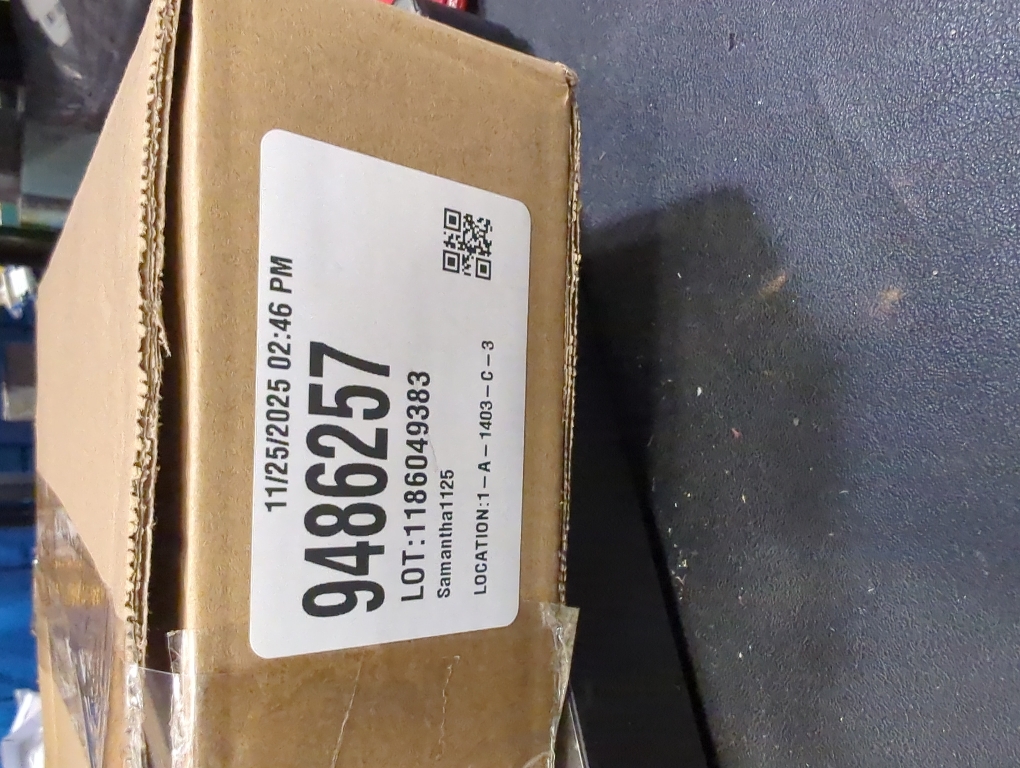 11/25/2025 02:46 PM
9486257
LOT:1186049383
Samantha1125
LOCATION:1-A-1403-C-3